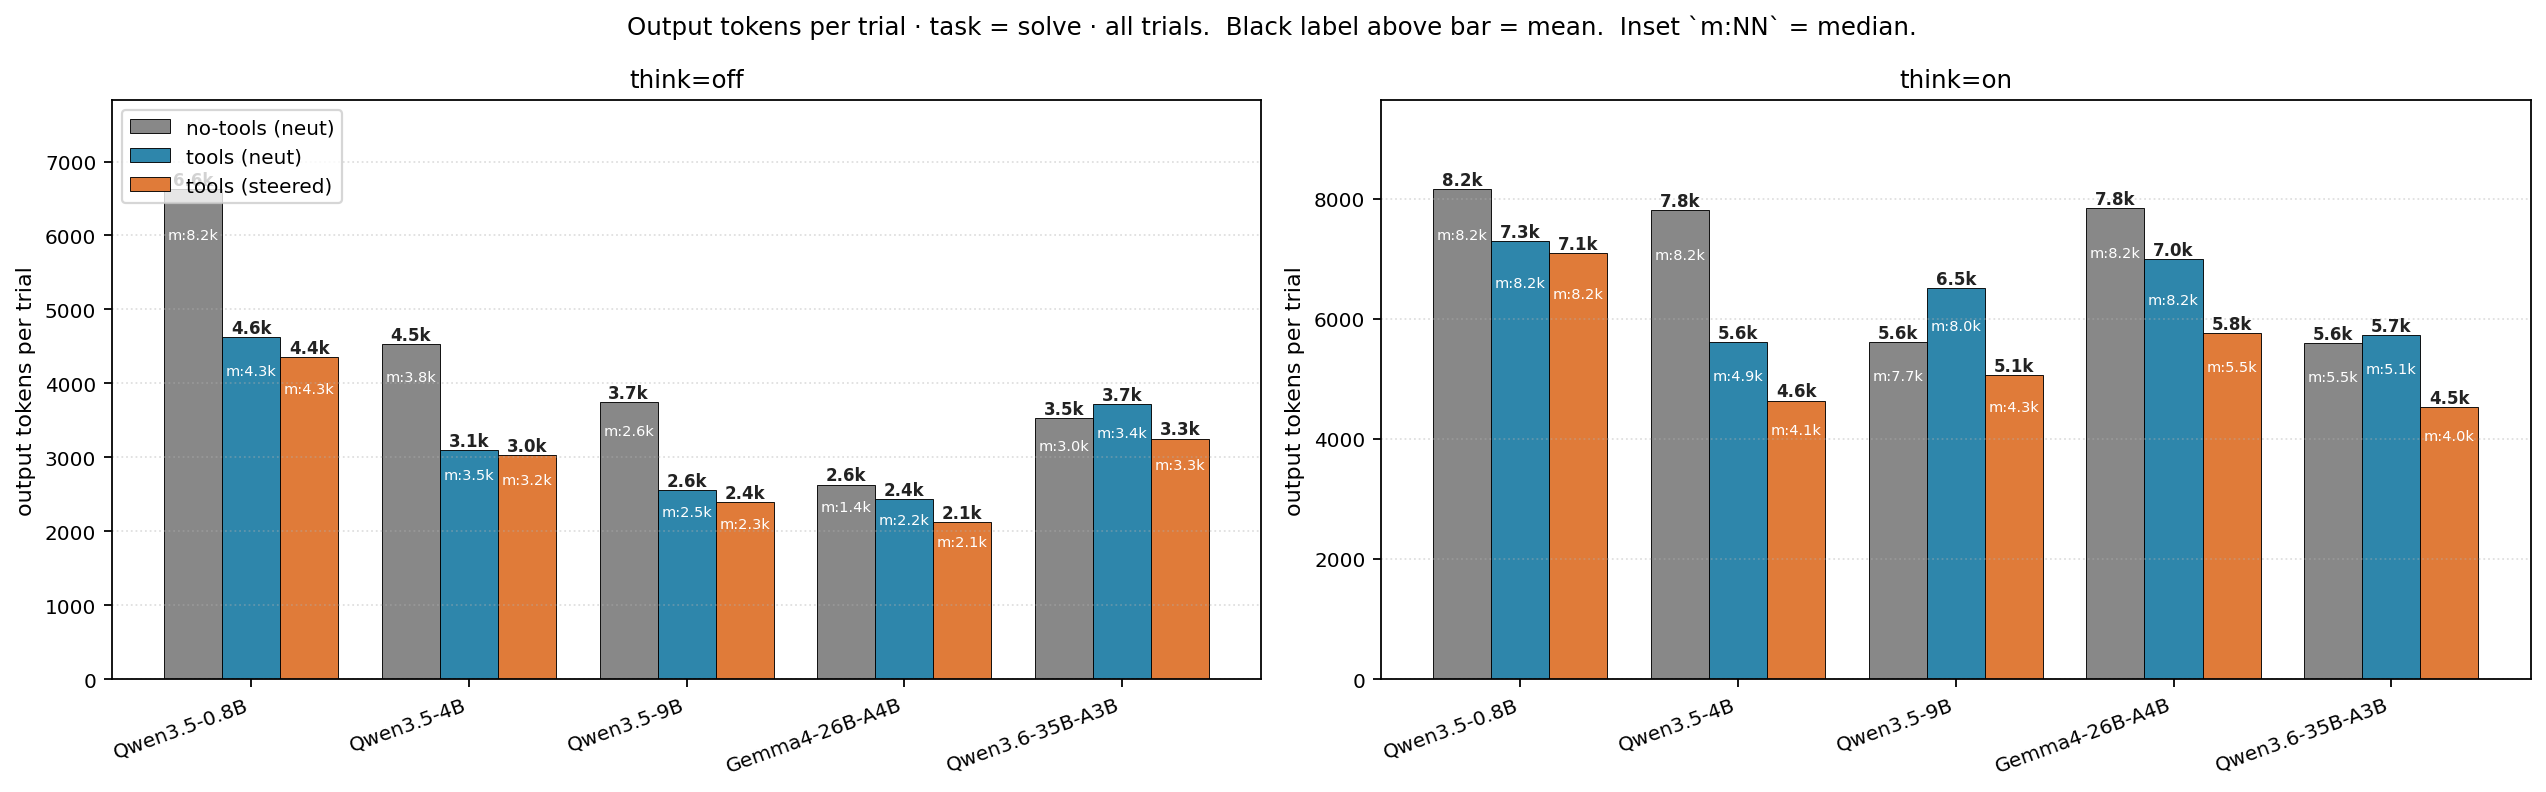 Output tokens per trial · task = solve · all trials.  Black label above bar = mean.  Inset `m:NN` = median.
think=off
no-tools (neut)
tools (neut)
tools (steered)
output tokens per trial
7000
6000
5000
4000
3000
2000
1000
0
6.6k
m:8.2k
4.6k
m:4.3k
4.4k
m:4.3k
4.5k
m:3.8k
3.1k
m:3.5k
3.0k
m:3.2k
3.7k
m:2.6k
2.6k
m:2.5k
2.4k
m:2.3k
2.6k
m:1.4k
2.4k
m:2.2k
2.1k
m:2.1k
3.5k
m:3.0k
3.7k
m:3.4k
3.3k
m:3.3k
Qwen3.5-0.8B
Qwen3.5-4B
Qwen3.5-9B
Gemma4-26B-A4B
Qwen3.6-35B-A3B
think=on
output tokens per trial
8000
6000
4000
2000
0
8.2k
m:8.2k
7.3k
m:8.2k
7.1k
m:8.2k
7.8k
m:8.2k
5.6k
m:4.9k
4.6k
m:4.1k
5.6k
m:7.7k
6.5k
m:8.0k
5.1k
m:4.3k
7.8k
m:8.2k
7.0k
m:8.2k
5.8k
m:5.5k
5.6k
m:5.5k
5.7k
m:5.1k
4.5k
m:4.0k
Qwen3.5-0.8B
Qwen3.5-4B
Qwen3.5-9B
Gemma4-26B-A4B
Qwen3.6-35B-A3B